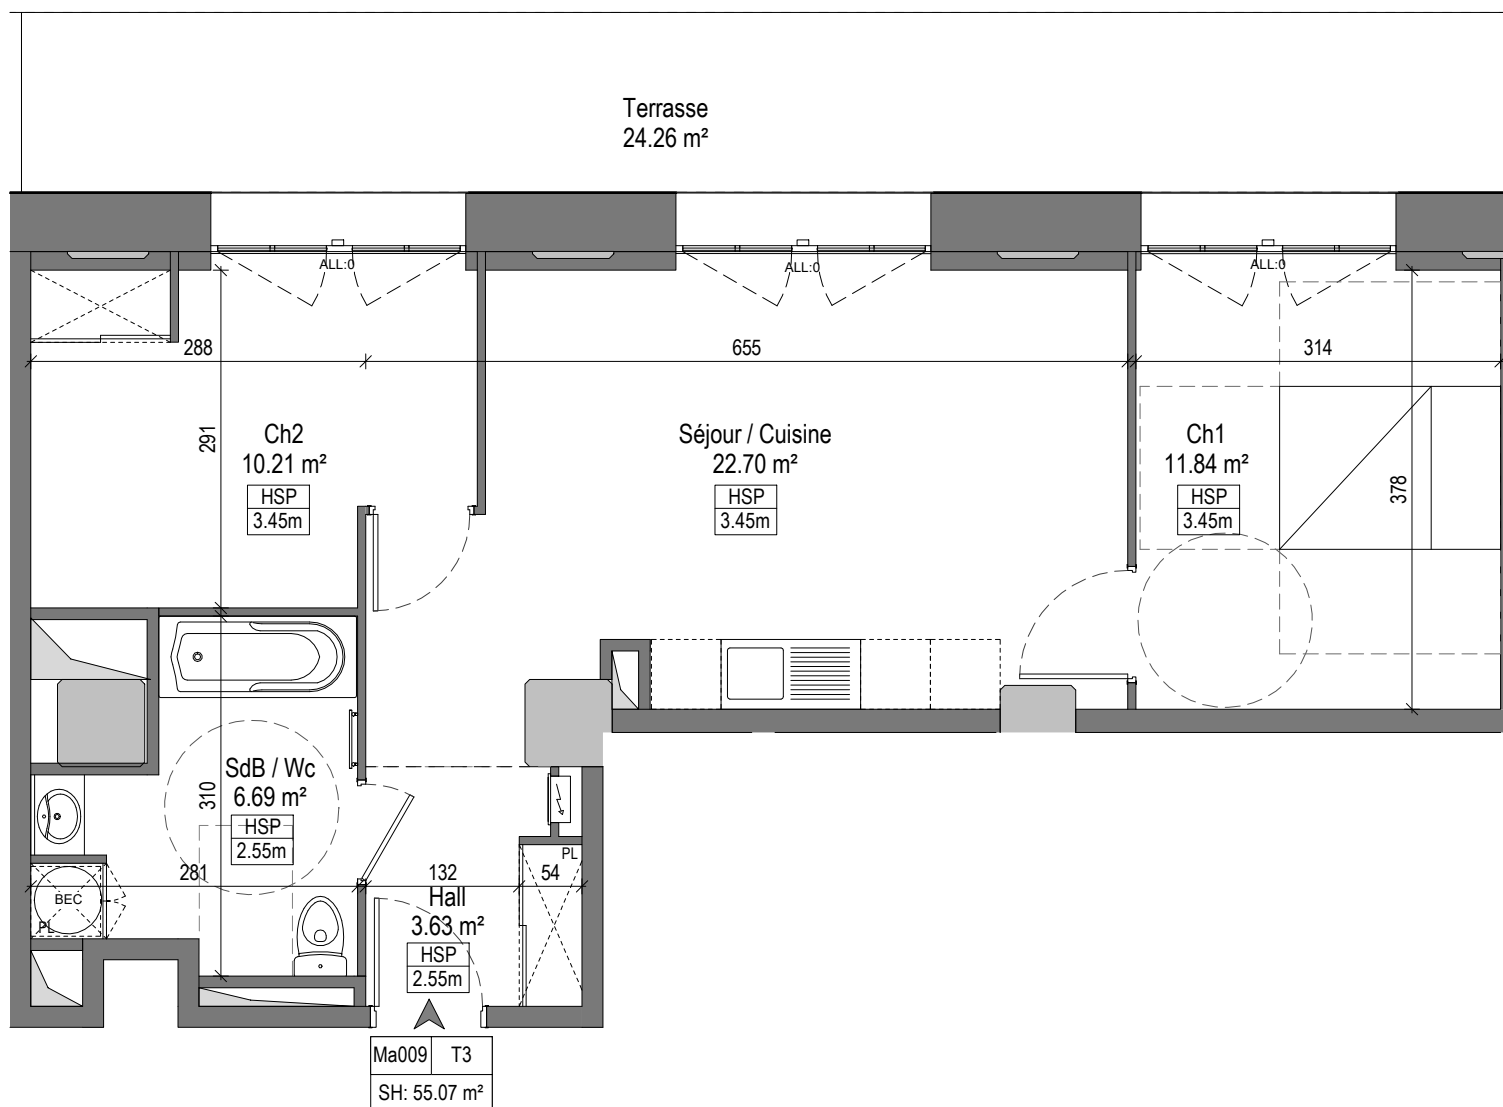 Terrasse
24.26 m²
ALL:0
ALL:0
ALL:0
288
655
314
291
Ch2
10.21 m²
HSP
3.45m
Séjour / Cuisine
22.70 m²
HSP
3.45m
Ch1
11.84 m²
HSP
3.45m
378
SdB / Wc
6.69 m²
HSP
2.55m
310
281
132
54
PL
BEC
PL
Hall
3.63 m²
HSP
2.55m
Ma009
T3
SH: 55.07 m²